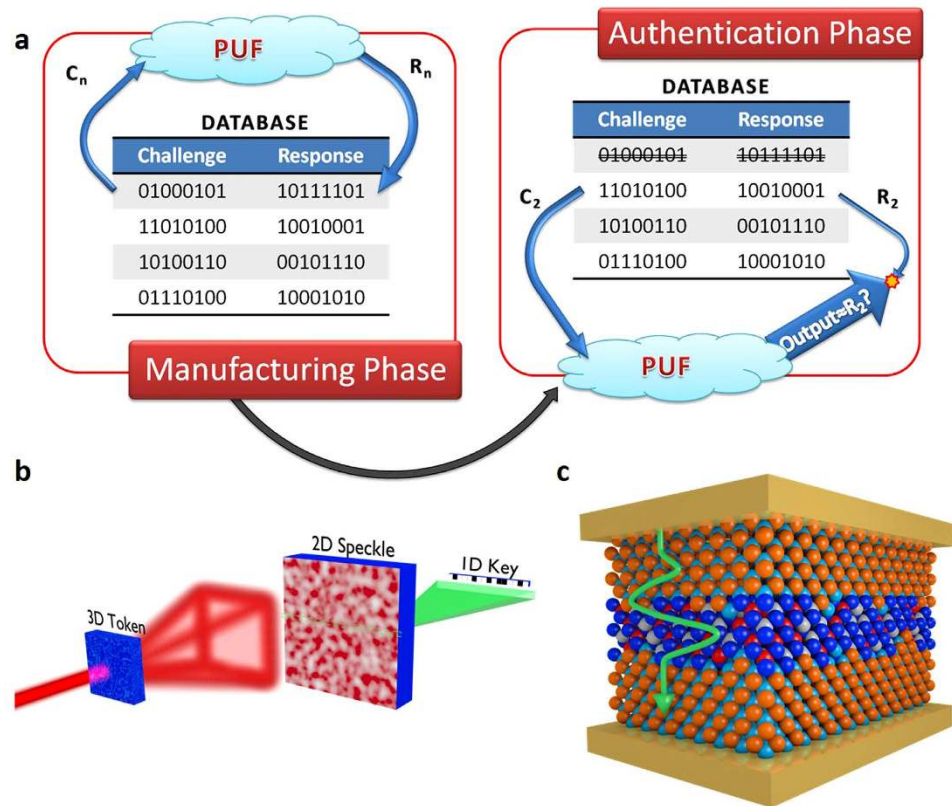 a
PUF
Cn
Rn
DATABASE
Challenge Response
01000101 10111101
11010100 10010001
10100110 00101110
01110100 10001010
Manufacturing Phase
Authentication Phase
DATABASE
Challenge Response
01000101 10111101
11010100 10010001
10100110 00101110
01110100 10001010
C2
R2
Output≈R2?
PUF
b
3D Token
2D Speckle
1D Key
c